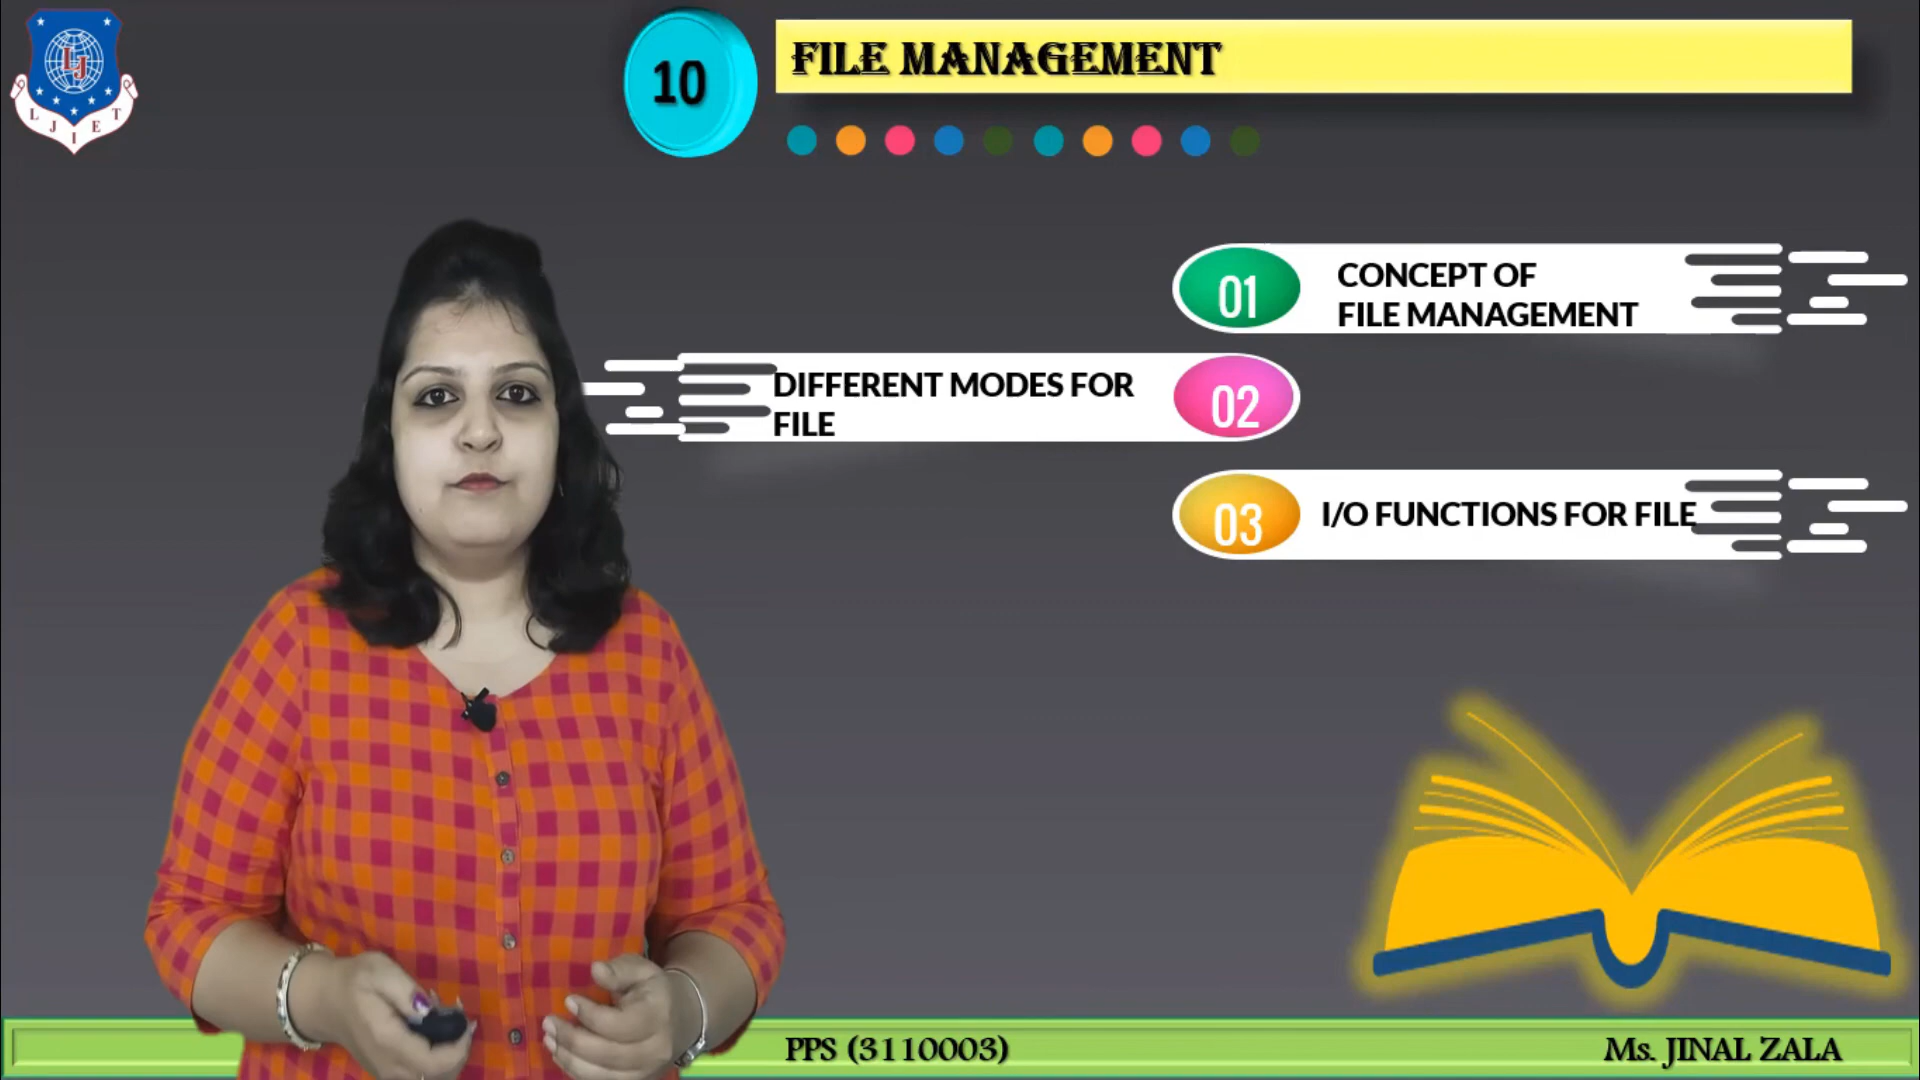 LJ
L J I E T
10
FILE MANAGEMENT
01
CONCEPT OF
FILE MANAGEMENT
DIFFERENT MODES FOR
FILE
02
03
I/O FUNCTIONS FOR FILE
PPS (3110003)
Ms. JINAL ZALA